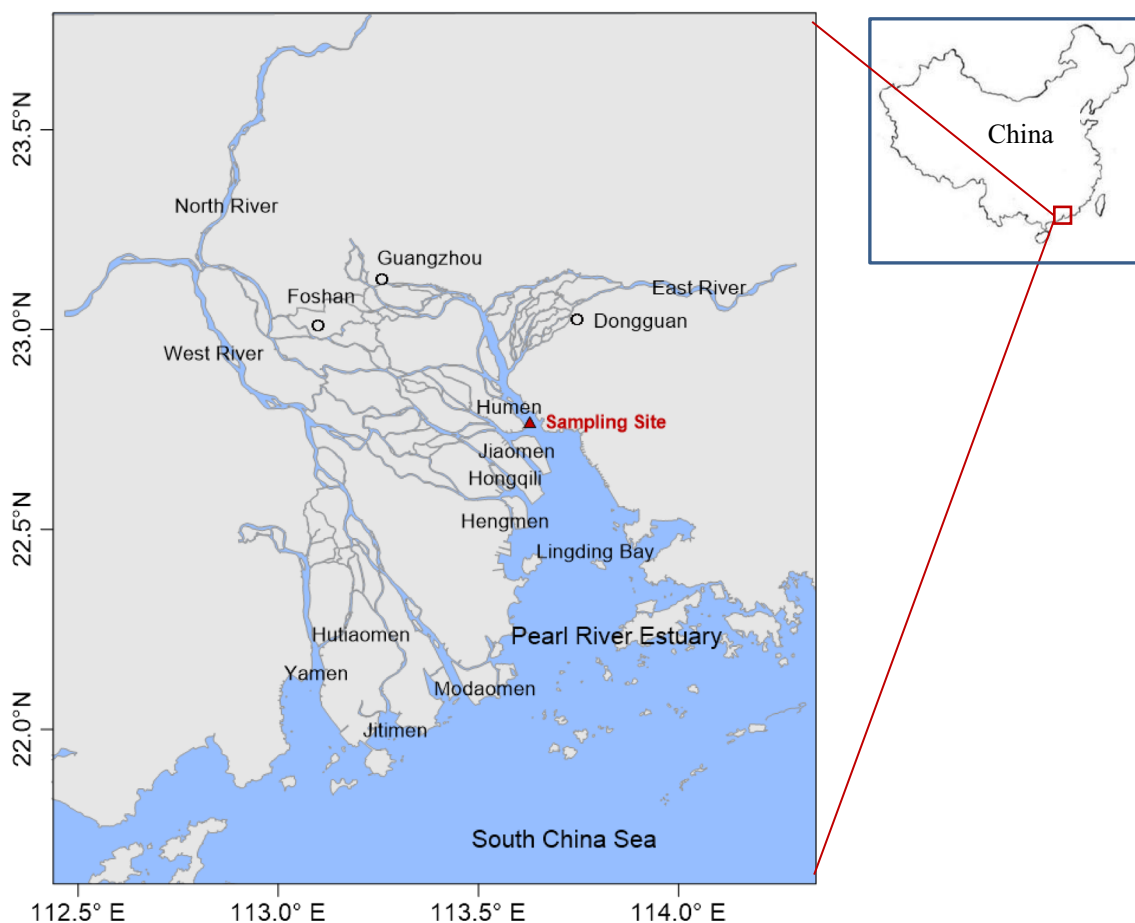 China
23.5°N
North River
Guangzhou
Foshan
East River
23.0°N
Dongguan
West River
Humen
Sampling Site
Jiaomen
Hongqili
Hengmen
22.5°N
Lingding Bay
Hutiaomen
Pearl River Estuary
Yamen
Modaomen
22.0°N
Jitimen
South China Sea
112.5° E
113.0° E
113.5° E
114.0° E